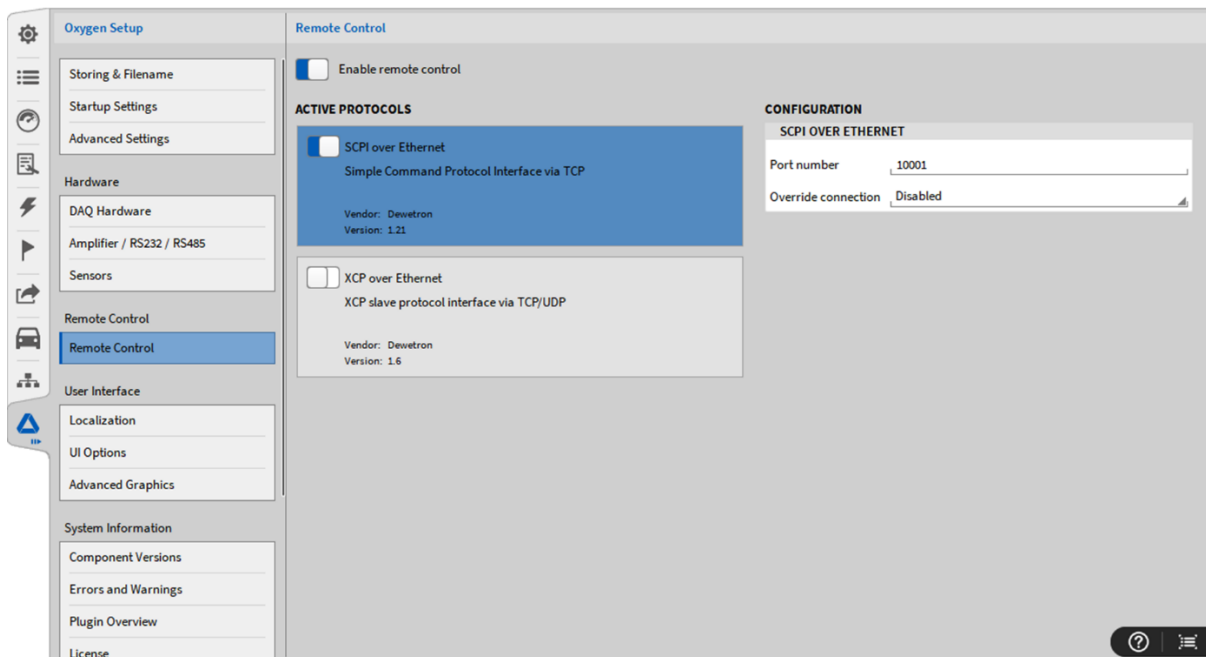 Oxygen Setup
Storing & Filename
Startup Settings
Advanced Settings
Hardware
DAQ Hardware
Amplifier / RS232 / RS485
Sensors
Remote Control
Remote Control
User Interface
Localization
UI Options
Advanced Graphics
System Information
Component Versions
Errors and Warnings
Plugin Overview
License
Remote Control
Enable remote control
ACTIVE PROTOCOLS
SCPI over Ethernet
Simple Command Protocol Interface via TCP
Vendor: Dewetron
Version: 1.21
XCP over Ethernet
XCP slave protocol interface via TCP/UDP
Vendor: Dewetron
Version: 1.6
CONFIGURATION
SCPI OVER ETHERNET
Port number 10001
Override connection Disabled